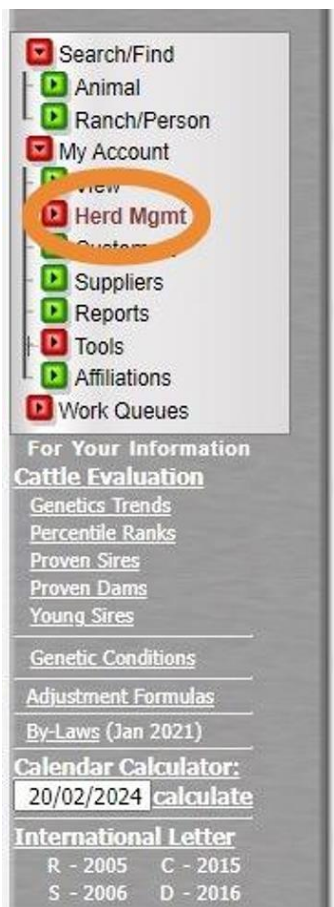 Search/Find
Animal
Ranch/Person
My Account
View
Herd Mgmt
Suppliers
Reports
Tools
Affiliations
Work Queues
For Your Information
Cattle Evaluation
Genetics Trends
Percentile Ranks
Proven Sires
Proven Dams
Young Sires
Genetic Conditions
Adjustment Formulas
By-Laws (Jan 2021)
Calendar Calculator:
20/02/2024 calculate
International Letter
R - 2005 C - 2015
S - 2006 D - 2016